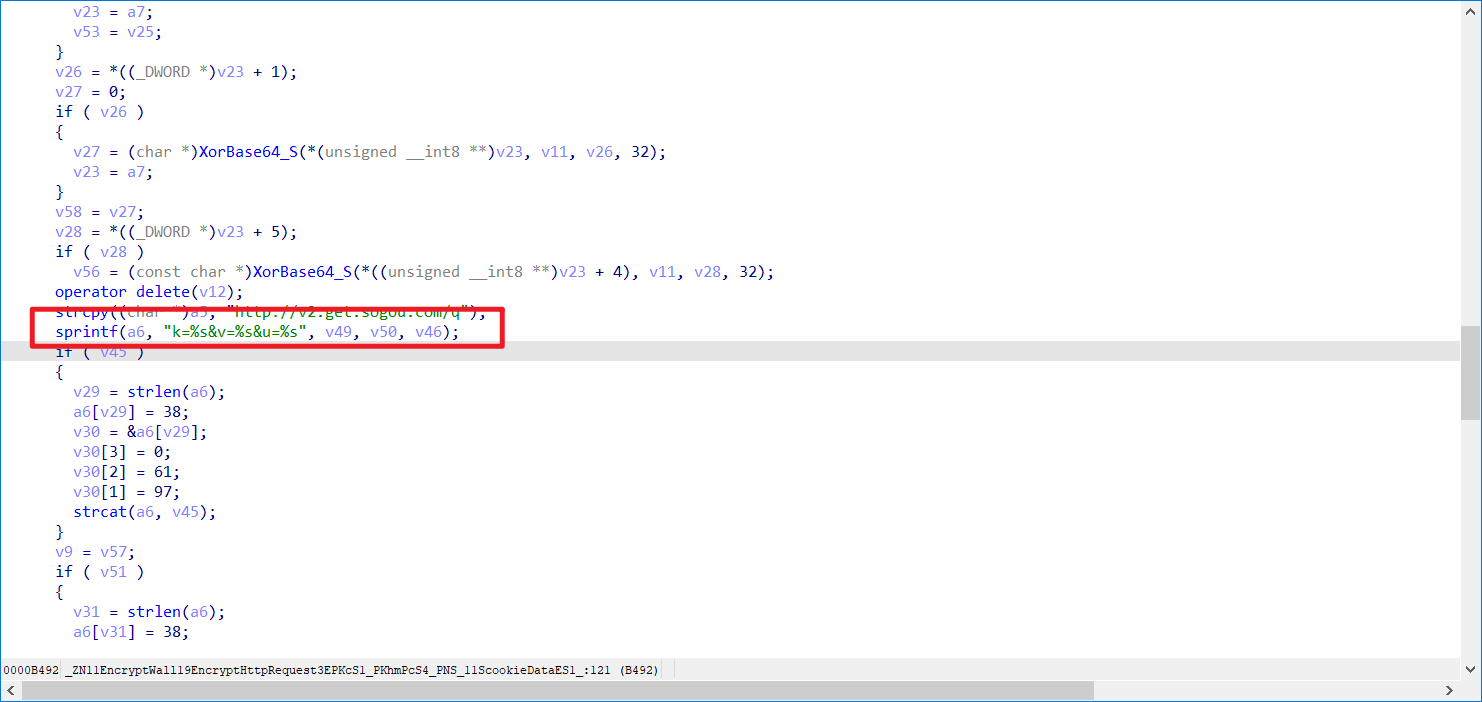 v23 = a7;
v53 = v25;
}
v26 = *((_DWORD *)v23 + 1);
v27 = 0;
if ( v26 )
{
v27 = (char *)XorBase64_S(*(unsigned __int8 **)v23, v11, v26, 32);
v23 = a7;
}
v58 = v27;
v28 = *((_DWORD *)v23 + 5);
if ( v28 )
v56 = (const char *)XorBase64_S(*((unsigned __int8 **)v23 + 4), v11, v28, 32);
operator delete(v12);
strcpy((char *)a5, "http://v2.get.sogou.com/q");
sprintf(a6, "k=%s&v=%s&u=%s", v49, v50, v46);
if ( v45 )
{
v29 = strlen(a6);
a6[v29] = 38;
v30 = &a6[v29];
v30[3] = 0;
v30[2] = 61;
v30[1] = 97;
strcat(a6, v45);
}
v9 = v57;
if ( v51 )
{
v31 = strlen(a6);
a6[v31] = 38;
0000B492 _ZN11EncryptWall19EncryptHttpRequest3EPKcS1_PKhmPcS4_PNS_11ScookieDataES1_:121 (B492)